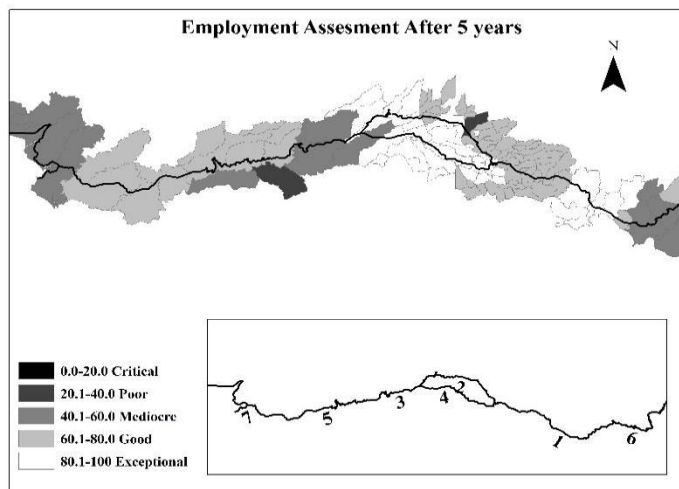 Employment Assesment After 5 years
N
0.0-20.0 Critical
20.1-40.0 Poor
40.1-60.0 Mediocre
60.1-80.0 Good
80.1-100 Exceptional
2
7
5
3
4
1
6